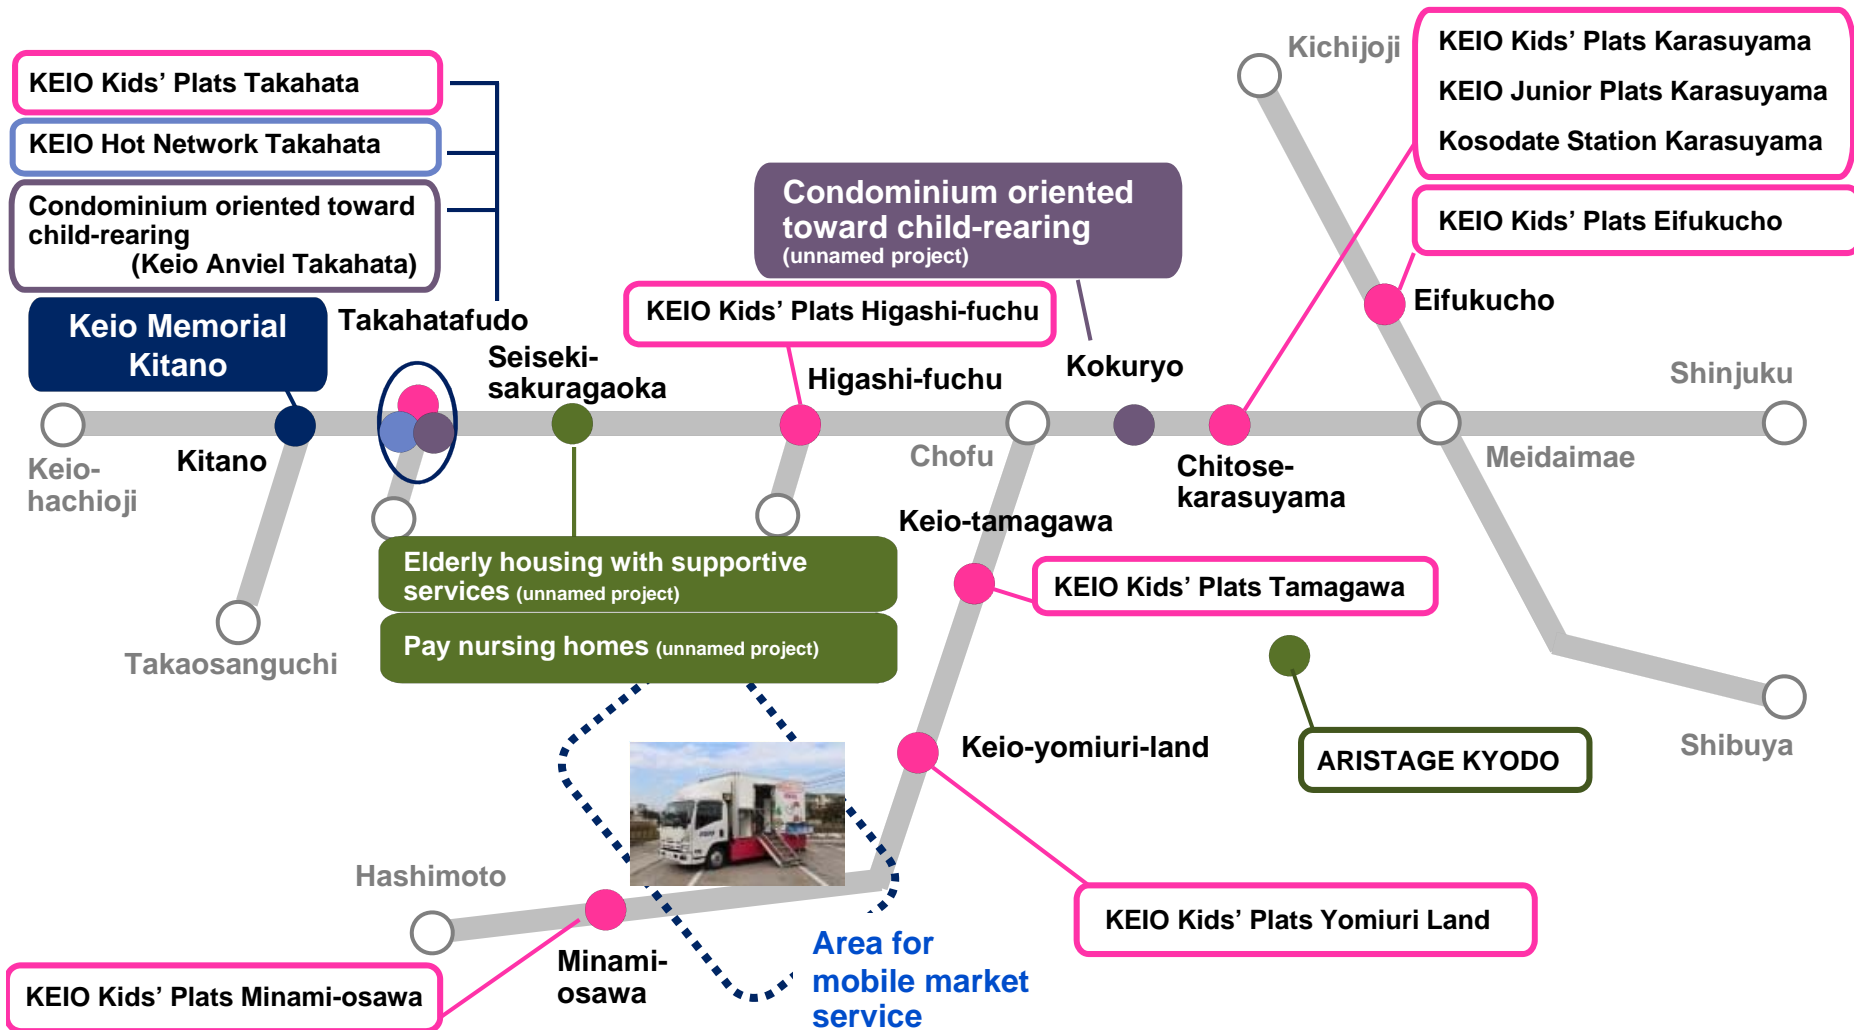 Kichijoji
KEIO Kids’ Plats Karasuyama
KEIO Junior Plats Karasuyama
Kosodate Station Karasuyama
KEIO Kids’ Plats Takahata
KEIO Hot Network Takahata
Condominium oriented toward
child-rearing
(Keio Anviel Takahata)
Condominium oriented
toward child-rearing
(unnamed project)
KEIO Kids’ Plats Eifukucho
Keio Memorial
Kitano
Takahatafudo
KEIO Kids’ Plats Higashi-fuchu
Eifukucho
Seiseki-
sakuragaoka
Higashi-fuchu
Kokuryo
Shinjuku
Keio-
hachioji
Kitano
Chofu
Chitose-
karasuyama
Meidaimae
Keio-tamagawa
Elderly housing with supportive
services (unnamed project)
KEIO Kids’ Plats Tamagawa
Pay nursing homes (unnamed project)
Takaosanguchi
Keio-yomiuri-land
ARISTAGE KYODO
Shibuya
Hashimoto
KEIO Kids’ Plats Yomiuri Land
Minami-
osawa
Area for
mobile market
service
KEIO Kids’ Plats Minami-osawa